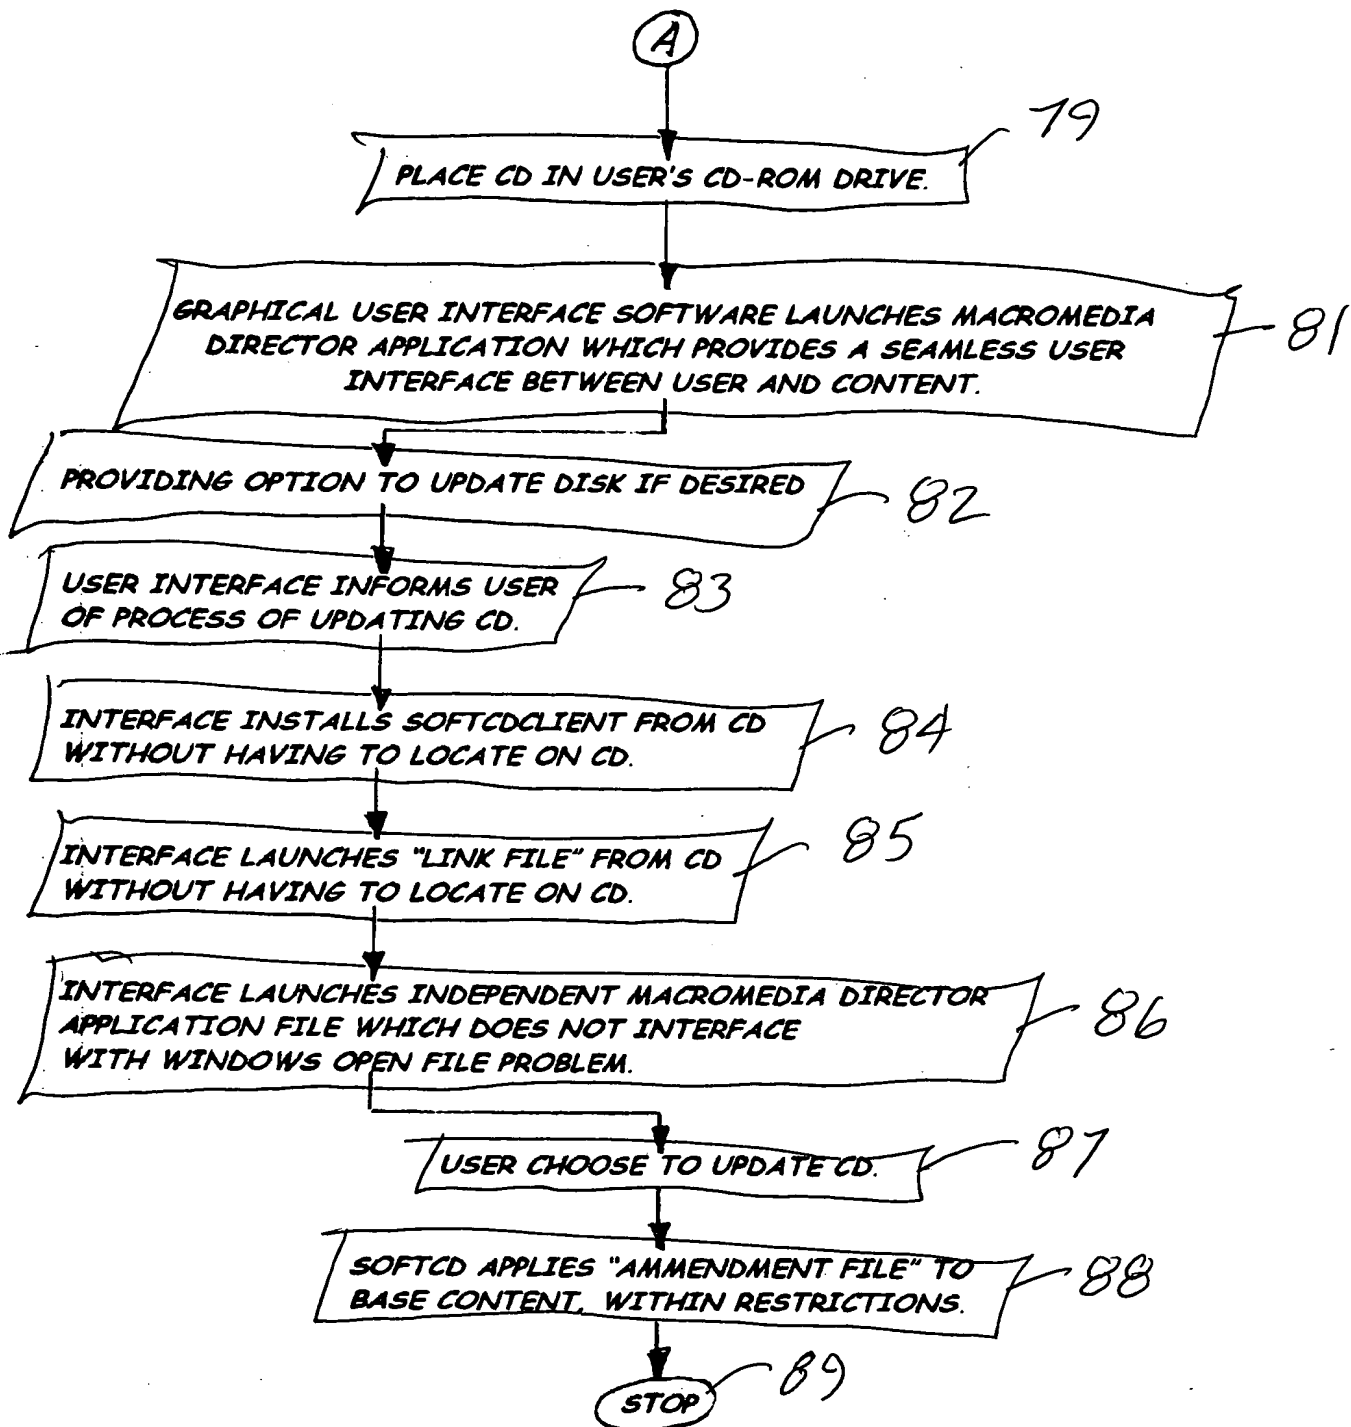 A
79
PLACE CD IN USER'S CD-ROM DRIVE.
GRAPHICAL USER INTERFACE SOFTWARE LAUNCHES MACROMEDIA
DIRECTOR APPLICATION WHICH PROVIDES A SEAMLESS USER
INTERFACE BETWEEN USER AND CONTENT.
81
PROVIDING OPTION TO UPDATE DISK IF DESIRED
82
USER INTERFACE INFORMS USER
OF PROCESS OF UPDATING CD.
83
INTERFACE INSTALLS SOFTCDCLIENT FROM CD
WITHOUT HAVING TO LOCATE ON CD.
84
INTERFACE LAUNCHES "LINK FILE" FROM CD
WITHOUT HAVING TO LOCATE ON CD.
85
INTERFACE LAUNCHES INDEPENDENT MACROMEDIA DIRECTOR
APPLICATION FILE WHICH DOES NOT INTERFACE
WITH WINDOWS OPEN FILE PROBLEM.
86
USER CHOOSE TO UPDATE CD.
87
SOFTCD APPLIES "AMMENDMENT FILE" TO
BASE CONTENT, WITHIN RESTRICTIONS.
88
STOP
89